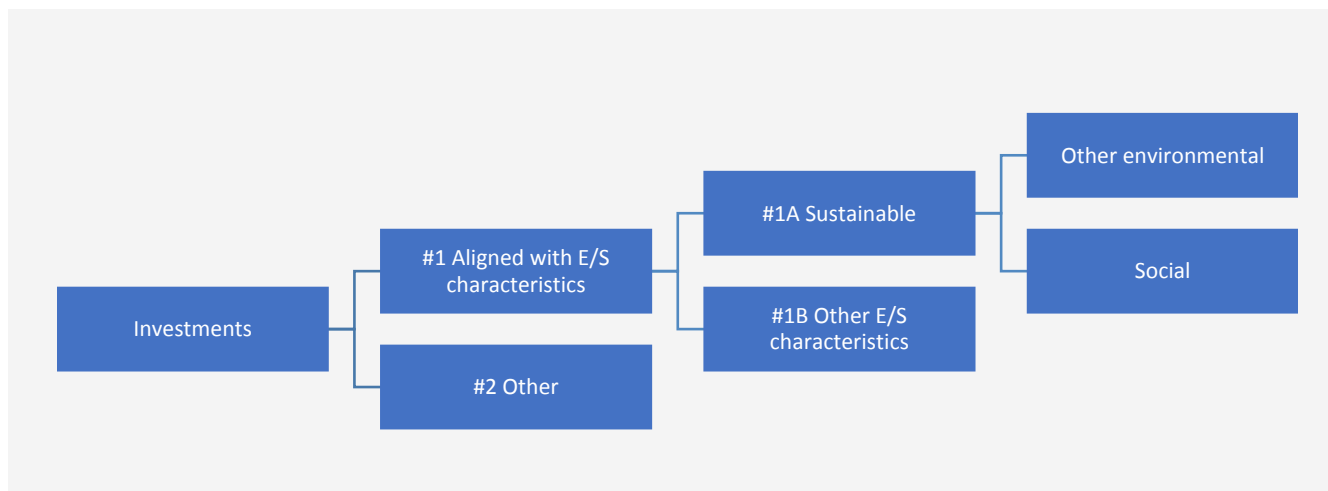 Investments
#1 Aligned with E/S
characteristics
#2 Other
#1A Sustainable
#1B Other E/S
characteristics
Other environmental
Social